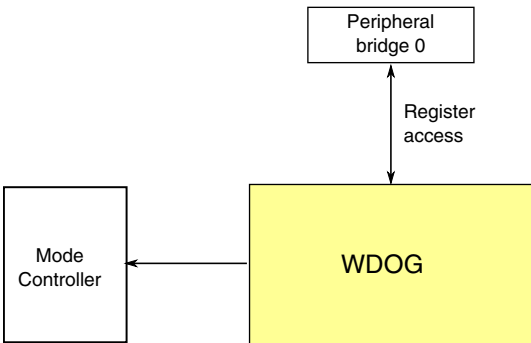 Peripheral
bridge 0
Register
access
Mode
Controller
WDOG